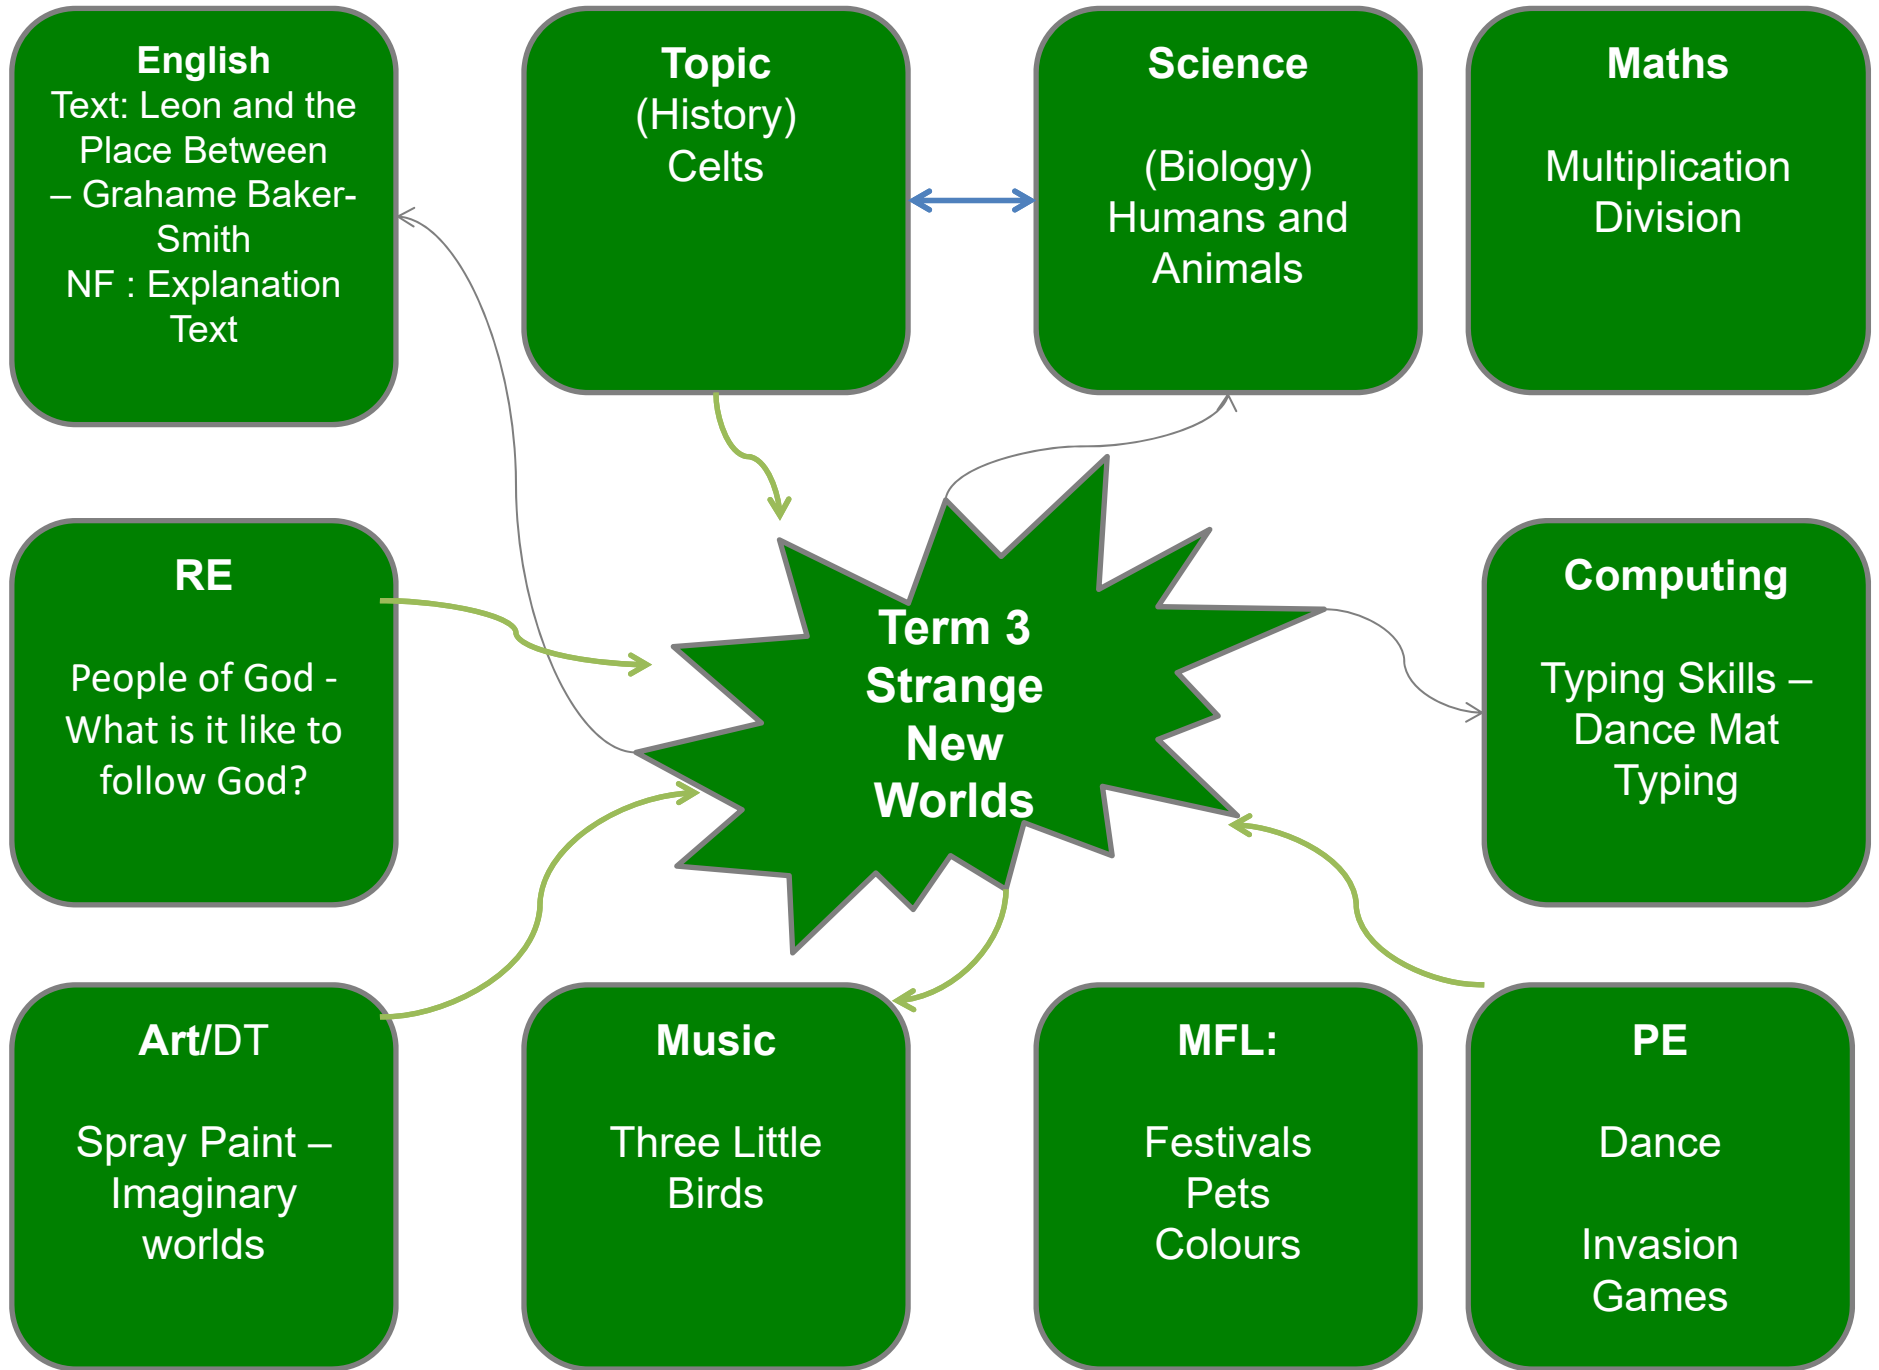 English
Text: Leon and the
Place Between
– Grahame Baker-
Smith
NF : Explanation
Text
Topic
(History)
Celts
Science
(Biology)
Humans and
Animals
Maths
Multiplication
Division
RE
People of God -
What is it like to
follow God?
Term 3
Strange
New
Worlds
Computing
Typing Skills –
Dance Mat
Typing
Art/DT
Spray Paint –
Imaginary
worlds
Music
Three Little
Birds
MFL:
Festivals
Pets
Colours
PE
Dance
Invasion
Games